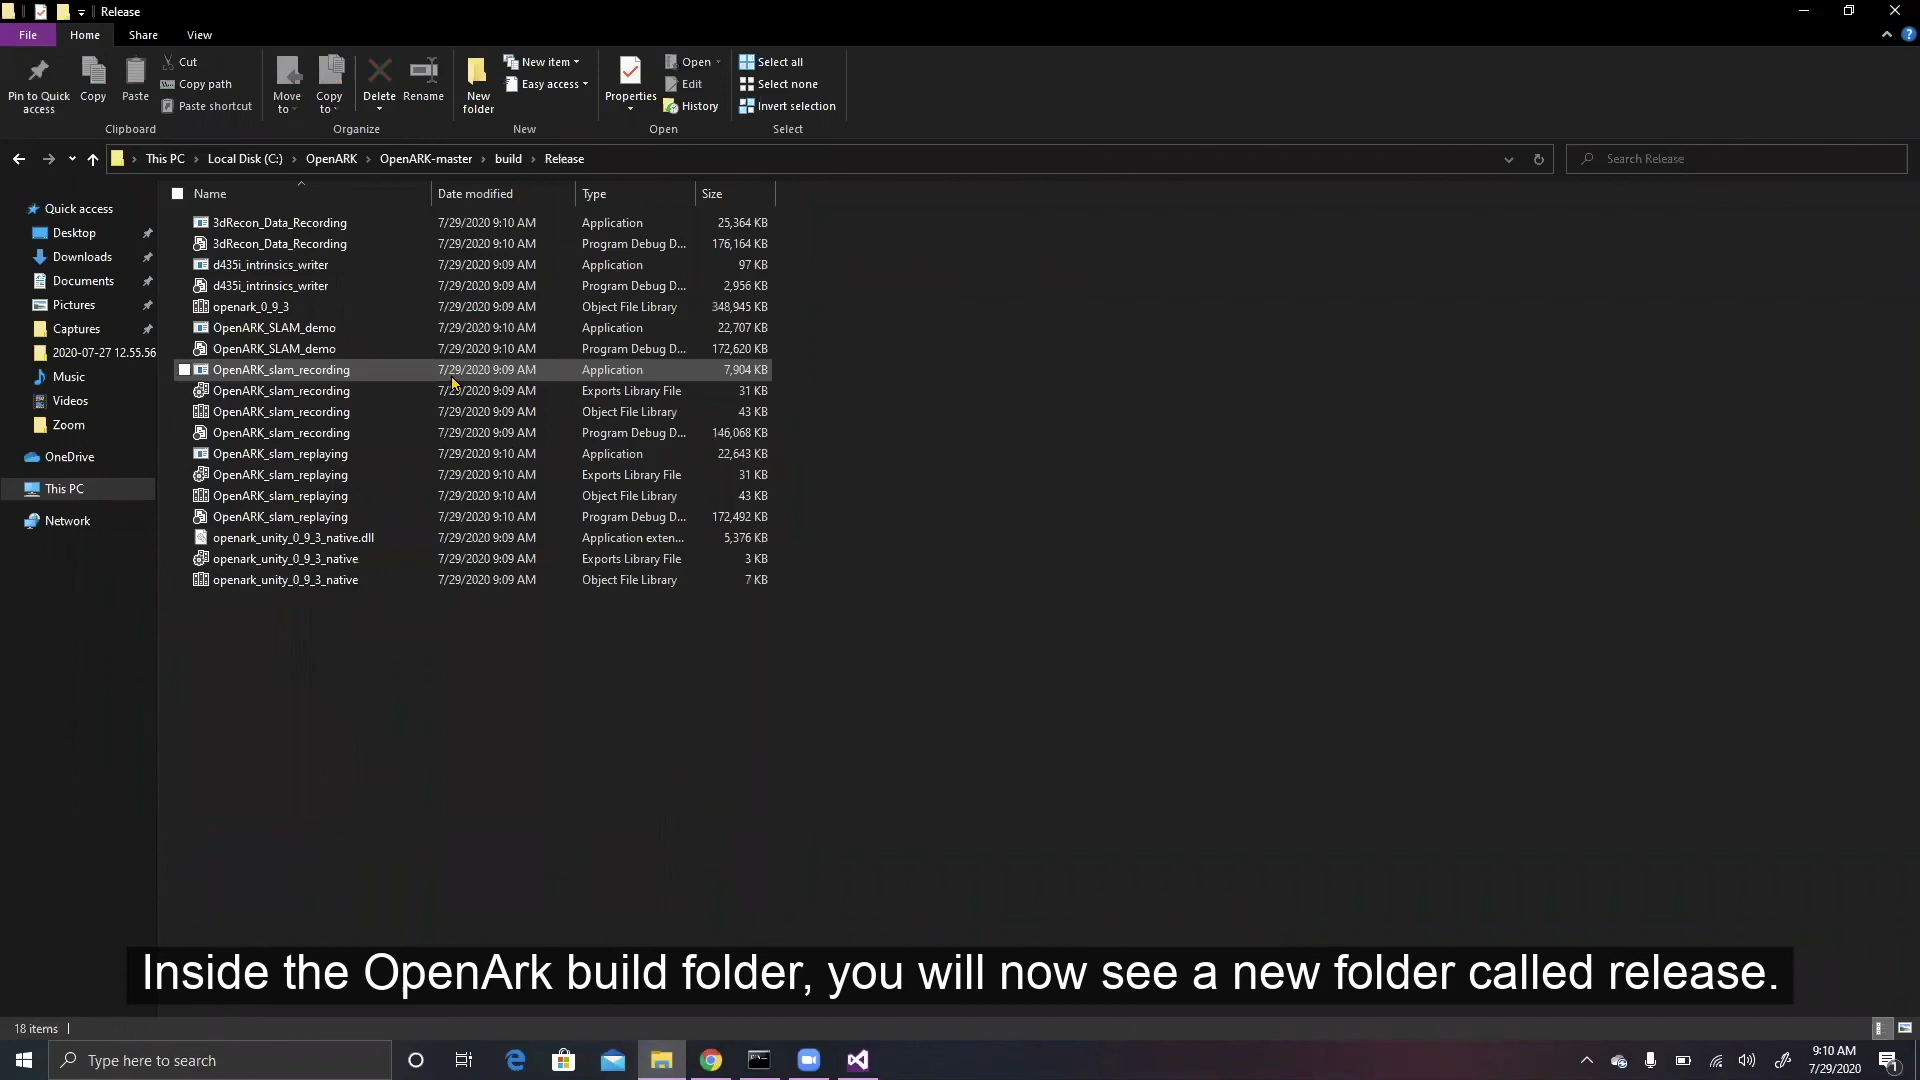 Release
File Home Share View
Pin to Quick access
Copy
Paste
Cut
Copy path
Paste shortcut
Clipboard
Move to
Copy to
Delete
Rename
Organize
New folder
New item
Easy access
New
Properties
Open
Edit
History
Open
Select all
Select none
Invert selection
Select
This PC Local Disk (C:) OpenARK OpenARK-master build Release
Search Release
Quick access
Desktop
Downloads
Documents
Pictures
Captures
2020-07-27 12.55.56
Music
Videos
Zoom
OneDrive
This PC
Network
Name Date modified Type Size
3dRecon_Data_Recording 7/29/2020 9:10 AM Application 25,364 KB
3dRecon_Data_Recording 7/29/2020 9:10 AM Program Debug D... 176,164 KB
d435i_intrinsics_writer 7/29/2020 9:09 AM Application 97 KB
d435i_intrinsics_writer 7/29/2020 9:09 AM Program Debug D... 2,956 KB
openark_0_9_3 7/29/2020 9:09 AM Object File Library 348,945 KB
OpenARK_SLAM_demo 7/29/2020 9:10 AM Application 22,707 KB
OpenARK_SLAM_demo 7/29/2020 9:10 AM Program Debug D... 172,620 KB
OpenARK_slam_recording 7/29/2020 9:09 AM Application 7,904 KB
OpenARK_slam_recording 7/29/2020 9:09 AM Exports Library File 31 KB
OpenARK_slam_recording 7/29/2020 9:09 AM Object File Library 43 KB
OpenARK_slam_recording 7/29/2020 9:09 AM Program Debug D... 146,068 KB
OpenARK_slam_replaying 7/29/2020 9:10 AM Application 22,643 KB
OpenARK_slam_replaying 7/29/2020 9:10 AM Exports Library File 31 KB
OpenARK_slam_replaying 7/29/2020 9:10 AM Object File Library 43 KB
OpenARK_slam_replaying 7/29/2020 9:10 AM Program Debug D... 172,492 KB
openark_unity_0_9_3_native.dll 7/29/2020 9:09 AM Application exten... 5,376 KB
openark_unity_0_9_3_native 7/29/2020 9:09 AM Exports Library File 3 KB
openark_unity_0_9_3_native 7/29/2020 9:09 AM Object File Library 7 KB
Inside the OpenArk build folder, you will now see a new folder called release.
18 items
Type here to search
9:10 AM
7/29/2020
1